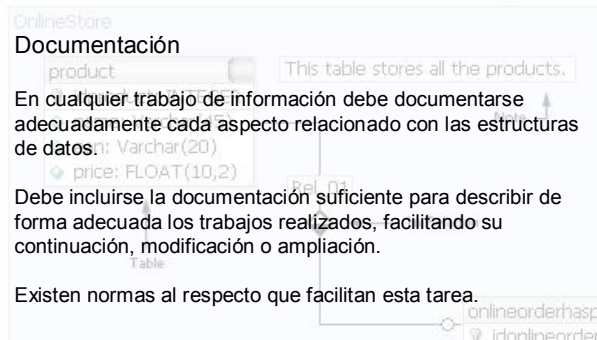 OnlineStore
Documentación
product
This table stores all the products.
En cualquier trabajo de información debe documentarse
adecuadamente cada aspecto relacionado con las estructuras
Note
de datos.
Varchar(20)
price: FLOAT(10,2)
Debe incluirse la documentación suficiente para describir de
Rel_01
forma adecuada los trabajos realizados, facilitando su
continuación, modificación o ampliación.
Table
Existen normas al respecto que facilitan esta tarea.
onlineorderhasp
idonlineorder